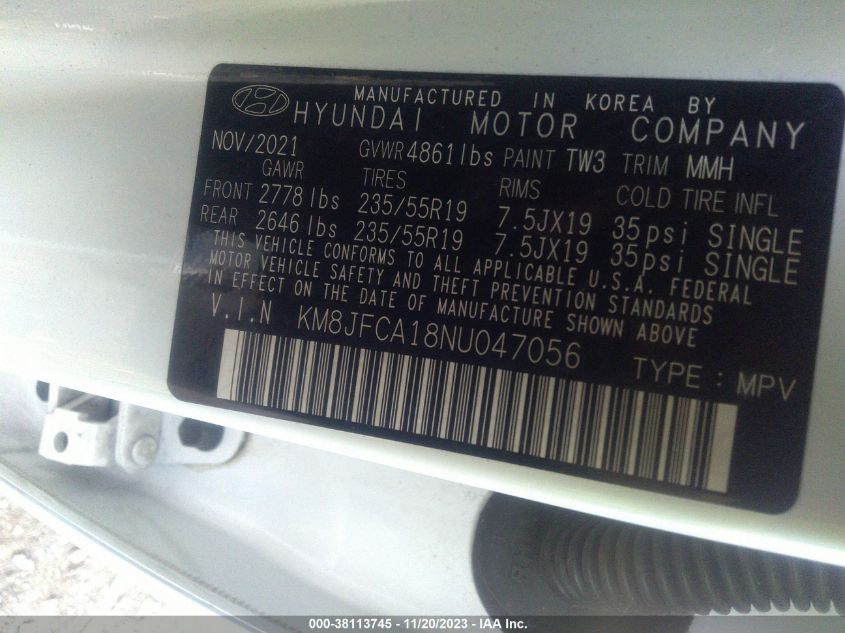 MANUFACTURED IN KOREA BY
HYUNDAI MOTOR COMPANY
NOV/2021 GVWR 4861 lbs PAINT TW3 TRIM MMH
GAWR TIRES RIMS COLD TIRE INFL
FRONT 2778 lbs 235/55R19 7.5JX19 35psi SINGLE
REAR 2646 lbs 235/55R19 7.5JX19 35psi SINGLE
THIS VEHICLE CONFORMS TO ALL APPLICABLE U.S.A. FEDERAL
MOTOR VEHICLE SAFETY AND THEFT PREVENTION STANDARDS
IN EFFECT ON THE DATE OF MANUFACTURE SHOWN ABOVE
V.I.N KM8JFCA18NU047056 TYPE : MPV
000-38113745 - 11/20/2023 - IAA Inc.